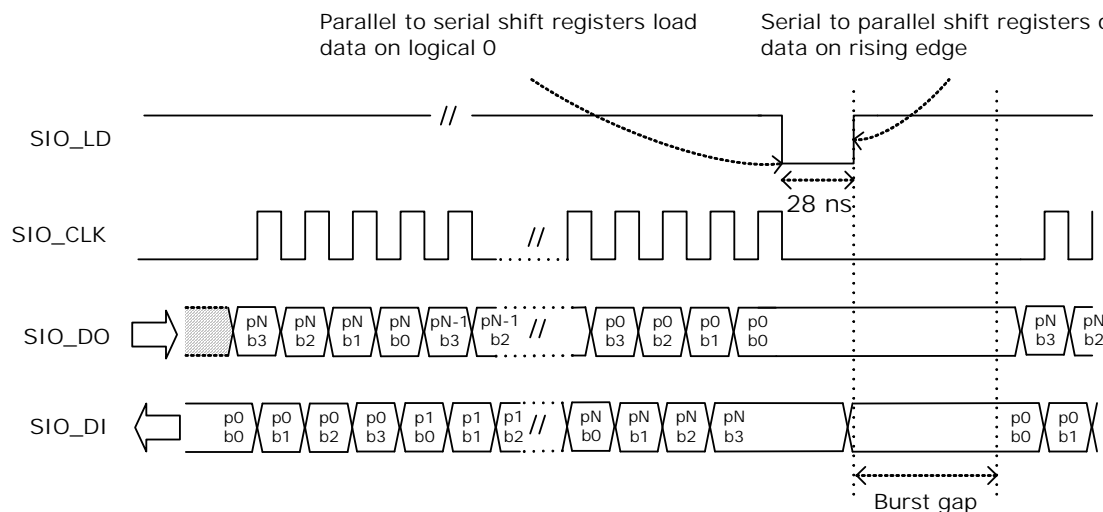 Parallel to serial shift registers load
data on logical 0
Serial to parallel shift registers
data on rising edge
SIO_LD
//
28 ns
SIO_CLK
//
SIO_DO
pN pN pN pN pN-1 pN-1 // p0 p0 p0 p0 pN pN
b3 b2 b1 b0 b3 b2 b3 b2 b1 b0 b3 b2
SIO_DI
p0 p0 p0 p0 p1 p1 p1 // pN pN pN pN p0 p0
b0 b1 b2 b3 b0 b1 b2 b0 b1 b2 b3 b0 b1
Burst gap